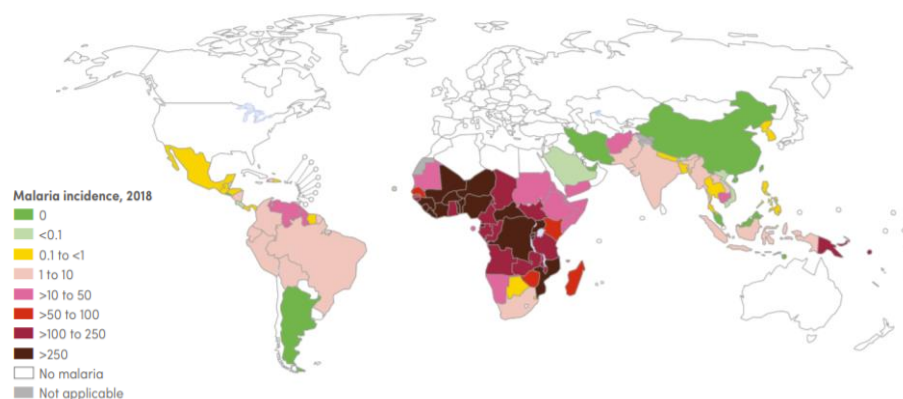 Malaria incidence, 2018
0
<0.1
0.1 to <1
1 to 10
>10 to 50
>50 to 100
>100 to 250
>250
No malaria
Not applicable